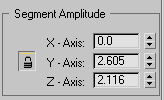 Segment Amplitude
X - Axis: 0.0
Y - Axis: 2.605
Z - Axis: 2.116